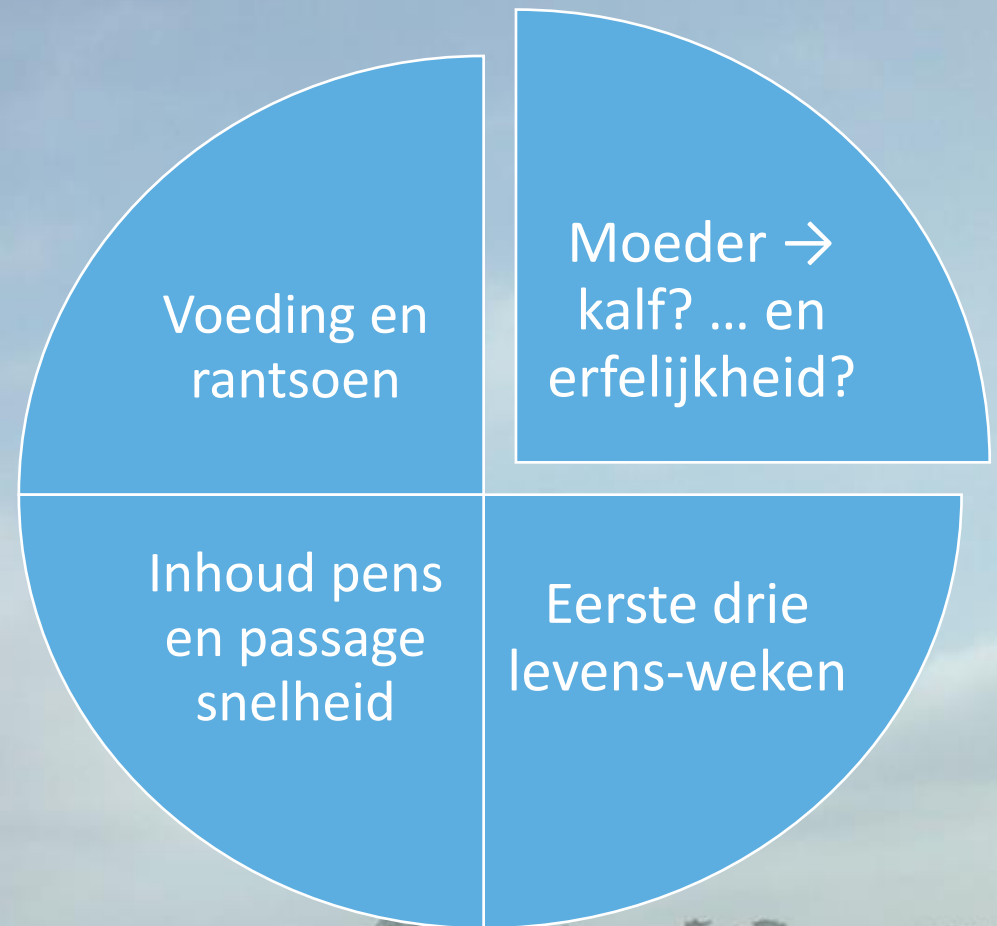 Voeding en
rantsoen
Moeder →
kalf? ... en
erfelijkheid?
Inhoud pens
en passage
snelheid
Eerste drie
levens-weken